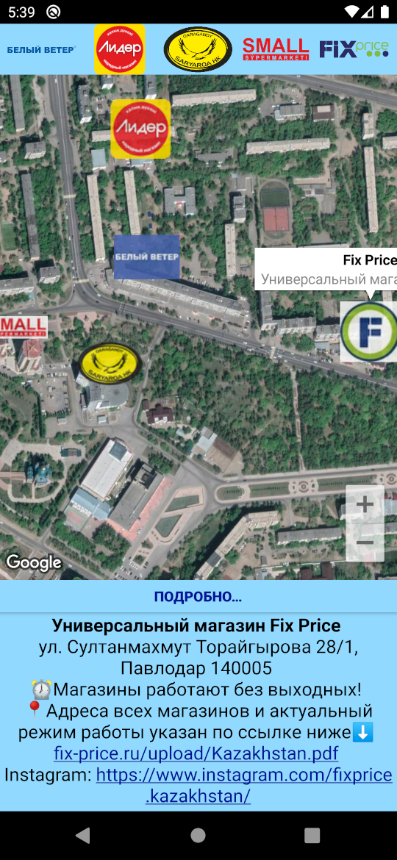 5:39
БЕЛЫЙ ВЕТЕР
Лидер
SARYARQA НК
SMALL
SУPERMARKETI
FIX price
Лидер
БЕЛЫЙ ВЕТЕР
Fix Price
Универсальный мага
MALL
F
SARYARQA НК
+
−
Google
ПОДРОБНО...
Универсальный магазин Fix Price
ул. Султанмахмут Торайгырова 28/1,
Павлодар 140005
⏰Магазины работают без выходных!
📍Адреса всех магазинов и актуальный
режим работы указан по ссылке ниже⬇️
fix-price.ru/upload/Kazakhstan.pdf
Instagram: https://www.instagram.com/fixprice
.kazakhstan/